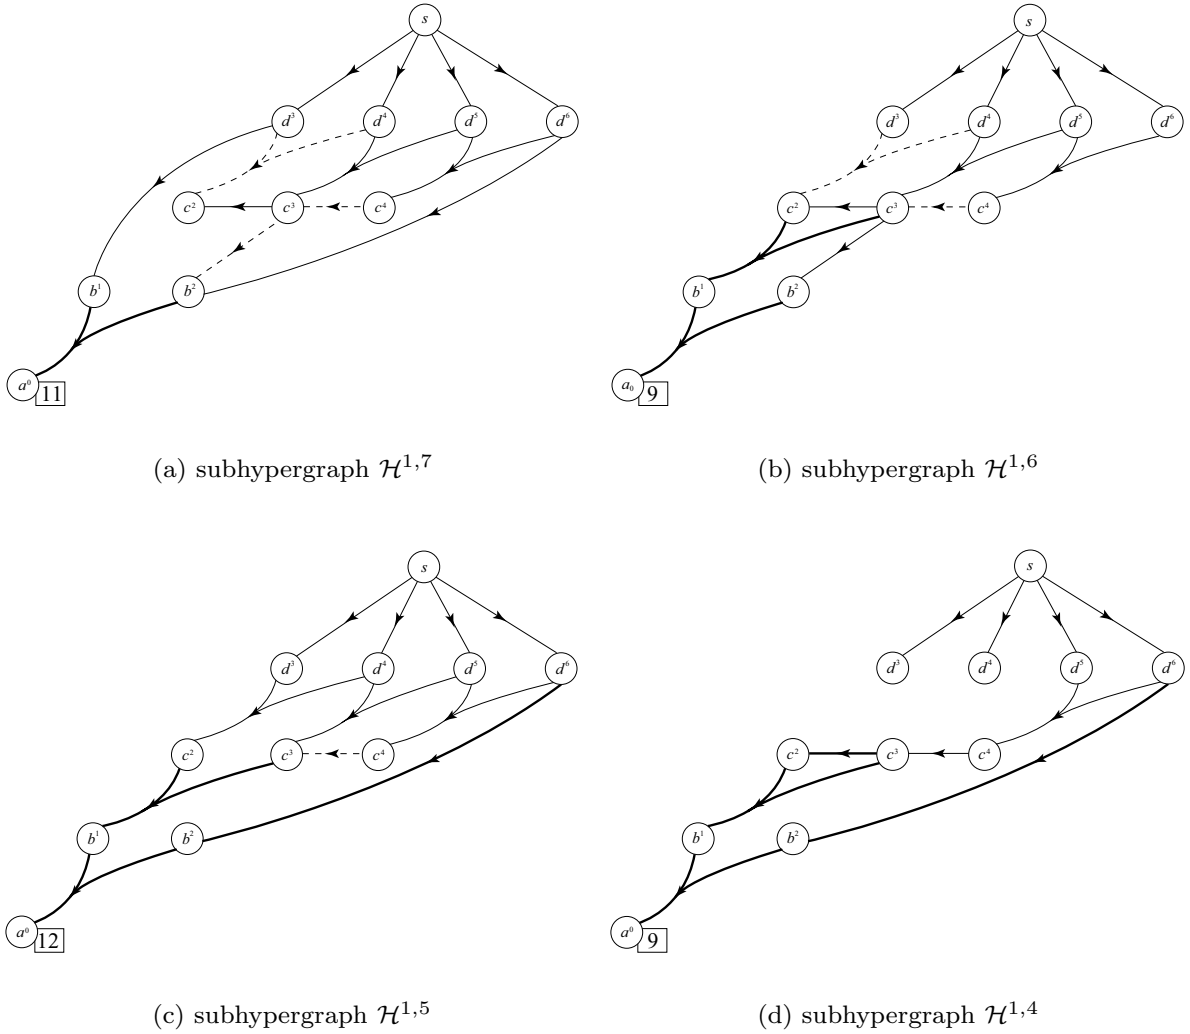 s
d³ d⁴ d⁵ d⁶
c² c³ c⁴
b¹ b²
a⁰ 11
(a) subhypergraph ℋ^{1,7}
s
d³ d⁴ d⁵ d⁶
c² c³ c⁴
b¹ b²
a₀ 9
(b) subhypergraph ℋ^{1,6}
s
d³ d⁴ d⁵ d⁶
c² c³ c⁴
b¹ b²
a⁰ 12
(c) subhypergraph ℋ^{1,5}
s
d³ d⁴ d⁵ d⁶
c² c³ c⁴
b¹ b²
a⁰ 9
(d) subhypergraph ℋ^{1,4}